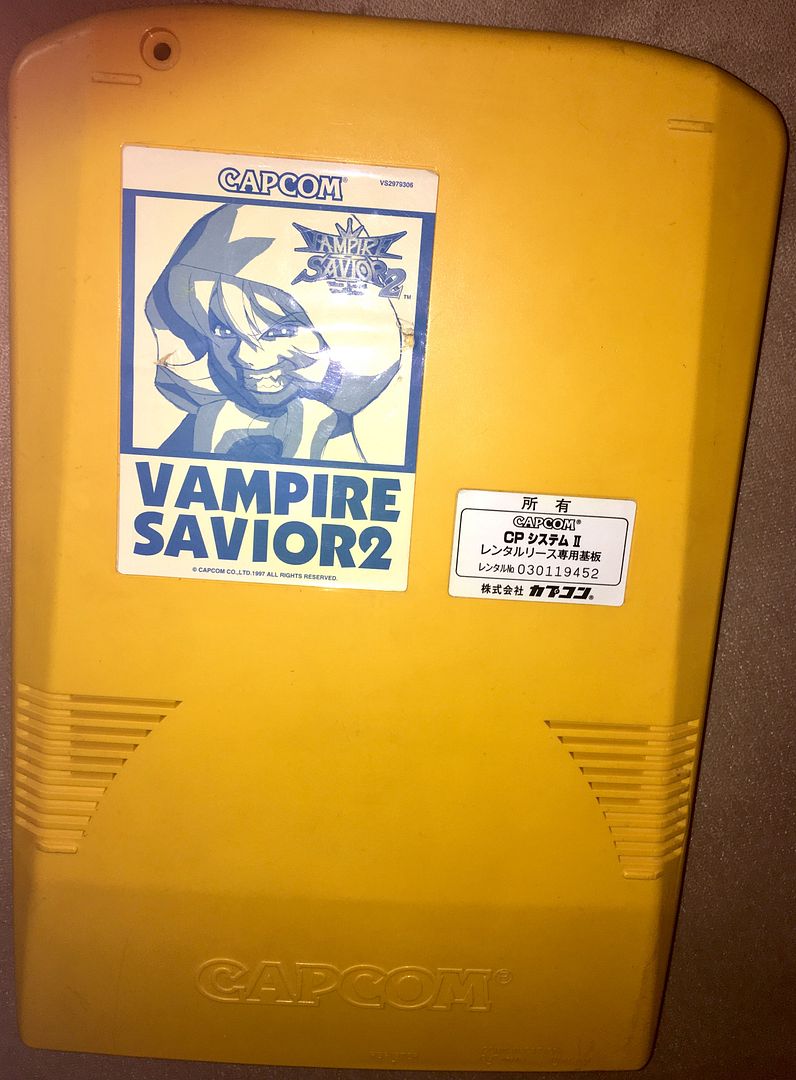 CAPCOM®
VS2979306
VAMPIRE
SAVIOR2
TM
VAMPIRE
SAVIOR2
© CAPCOM CO.,LTD.1997 ALL RIGHTS RESERVED.
所有
CAPCOM®
CP システム II
レンタルリース専用基板
レンタル№ 030119452
株式会社 カプコン®
CAPCOM®